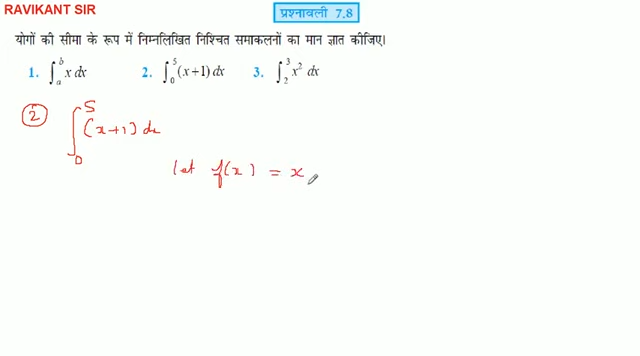 RAVIKANT SIR
प्रश्नावली 7.8
योगों की सीमा के रूप में निम्नलिखित निश्चित समाकलनों का मान ज्ञात कीजिए।
1. ∫_a^b x dx 2. ∫_0^5 (x+1) dx 3. ∫_2^3 x² dx
② ∫_0^5 (x+1) dx
let f(x) = x